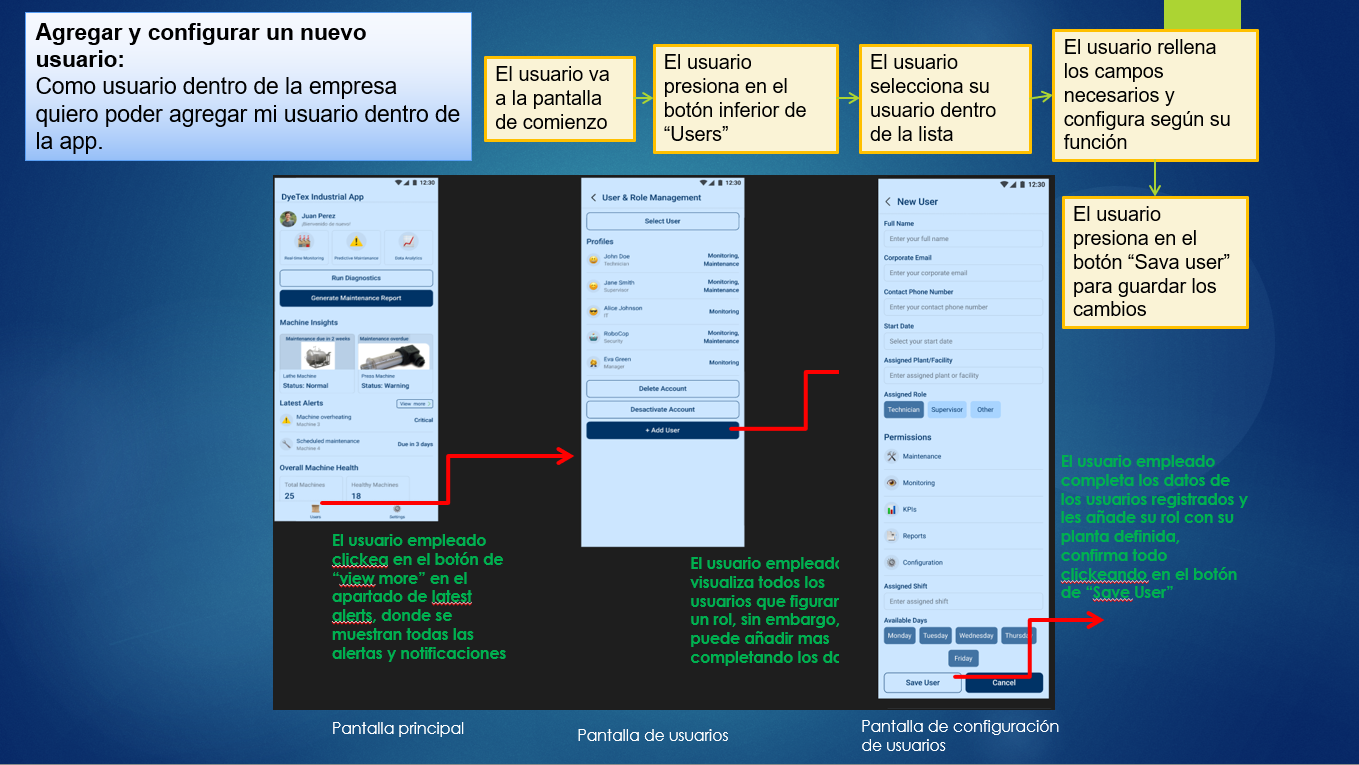 Agregar y configurar un nuevo
usuario:
Como usuario dentro de la empresa
quiero poder agregar mi usuario dentro de
la app.
El usuario va
a la pantalla
de comienzo
El usuario
presiona en el
botón inferior de
“Users”
El usuario
selecciona su
usuario dentro
de la lista
El usuario rellena
los campos
necesarios y
configura según su
función
El usuario
presiona en el
botón “Sava user”
para guardar los
cambios
12:30
DyeTex Industrial App
Juan Perez
¡Bienvenido de nuevo!
Real-time Monitoring
Predictive Maintenance
Data Analytics
Run Diagnostics
Generate Maintenance Report
Machine Insights
Maintenance due in 2 weeks
Maintenance overdue
Lathe Machine
Press Machine
Status: Normal
Status: Warning
Latest Alerts
View more >
Machine overheating
Machine 3
Critical
Scheduled maintenance
Machine 4
Due in 3 days
Overall Machine Health
Total Machines
25
Healthy Machines
18
Users
Settings
El usuario empleado
clickea en el botón de
“view more” en el
apartado de latest
alerts, donde se
muestran todas las
alertas y notificaciones
Pantalla principal
12:30
User & Role Management
Select User
Profiles
John Doe
Technician
Monitoring,
Maintenance
Jane Smith
Supervisor
Monitoring,
Maintenance
Alice Johnson
IT
Monitoring
RoboCop
Security
Monitoring,
Maintenance
Eva Green
Manager
Monitoring
Delete Account
Desactivate Account
+ Add User
El usuario empleado
visualiza todos los
usuarios que figurar
un rol, sin embargo,
puede añadir mas
completando los da
Pantalla de usuarios
12:30
New User
Full Name
Enter your full name
Corporate Email
Enter your corporate email
Contact Phone Number
Enter your contact phone number
Start Date
Select your start date
Assigned Plant/Facility
Enter assigned plant or facility
Assigned Role
Technician
Supervisor
Other
Permissions
Maintenance
Monitoring
KPIs
Reports
Configuration
Assigned Shift
Enter assigned shift
Available Days
Monday
Tuesday
Wednesday
Thursday
Friday
Save User
Cancel
El usuario empleado
completa los datos de
los usuarios registrados y
les añade su rol con su
planta definida,
confirma todo
clickeando en el botón
de “Save User”
Pantalla de configuración
de usuarios